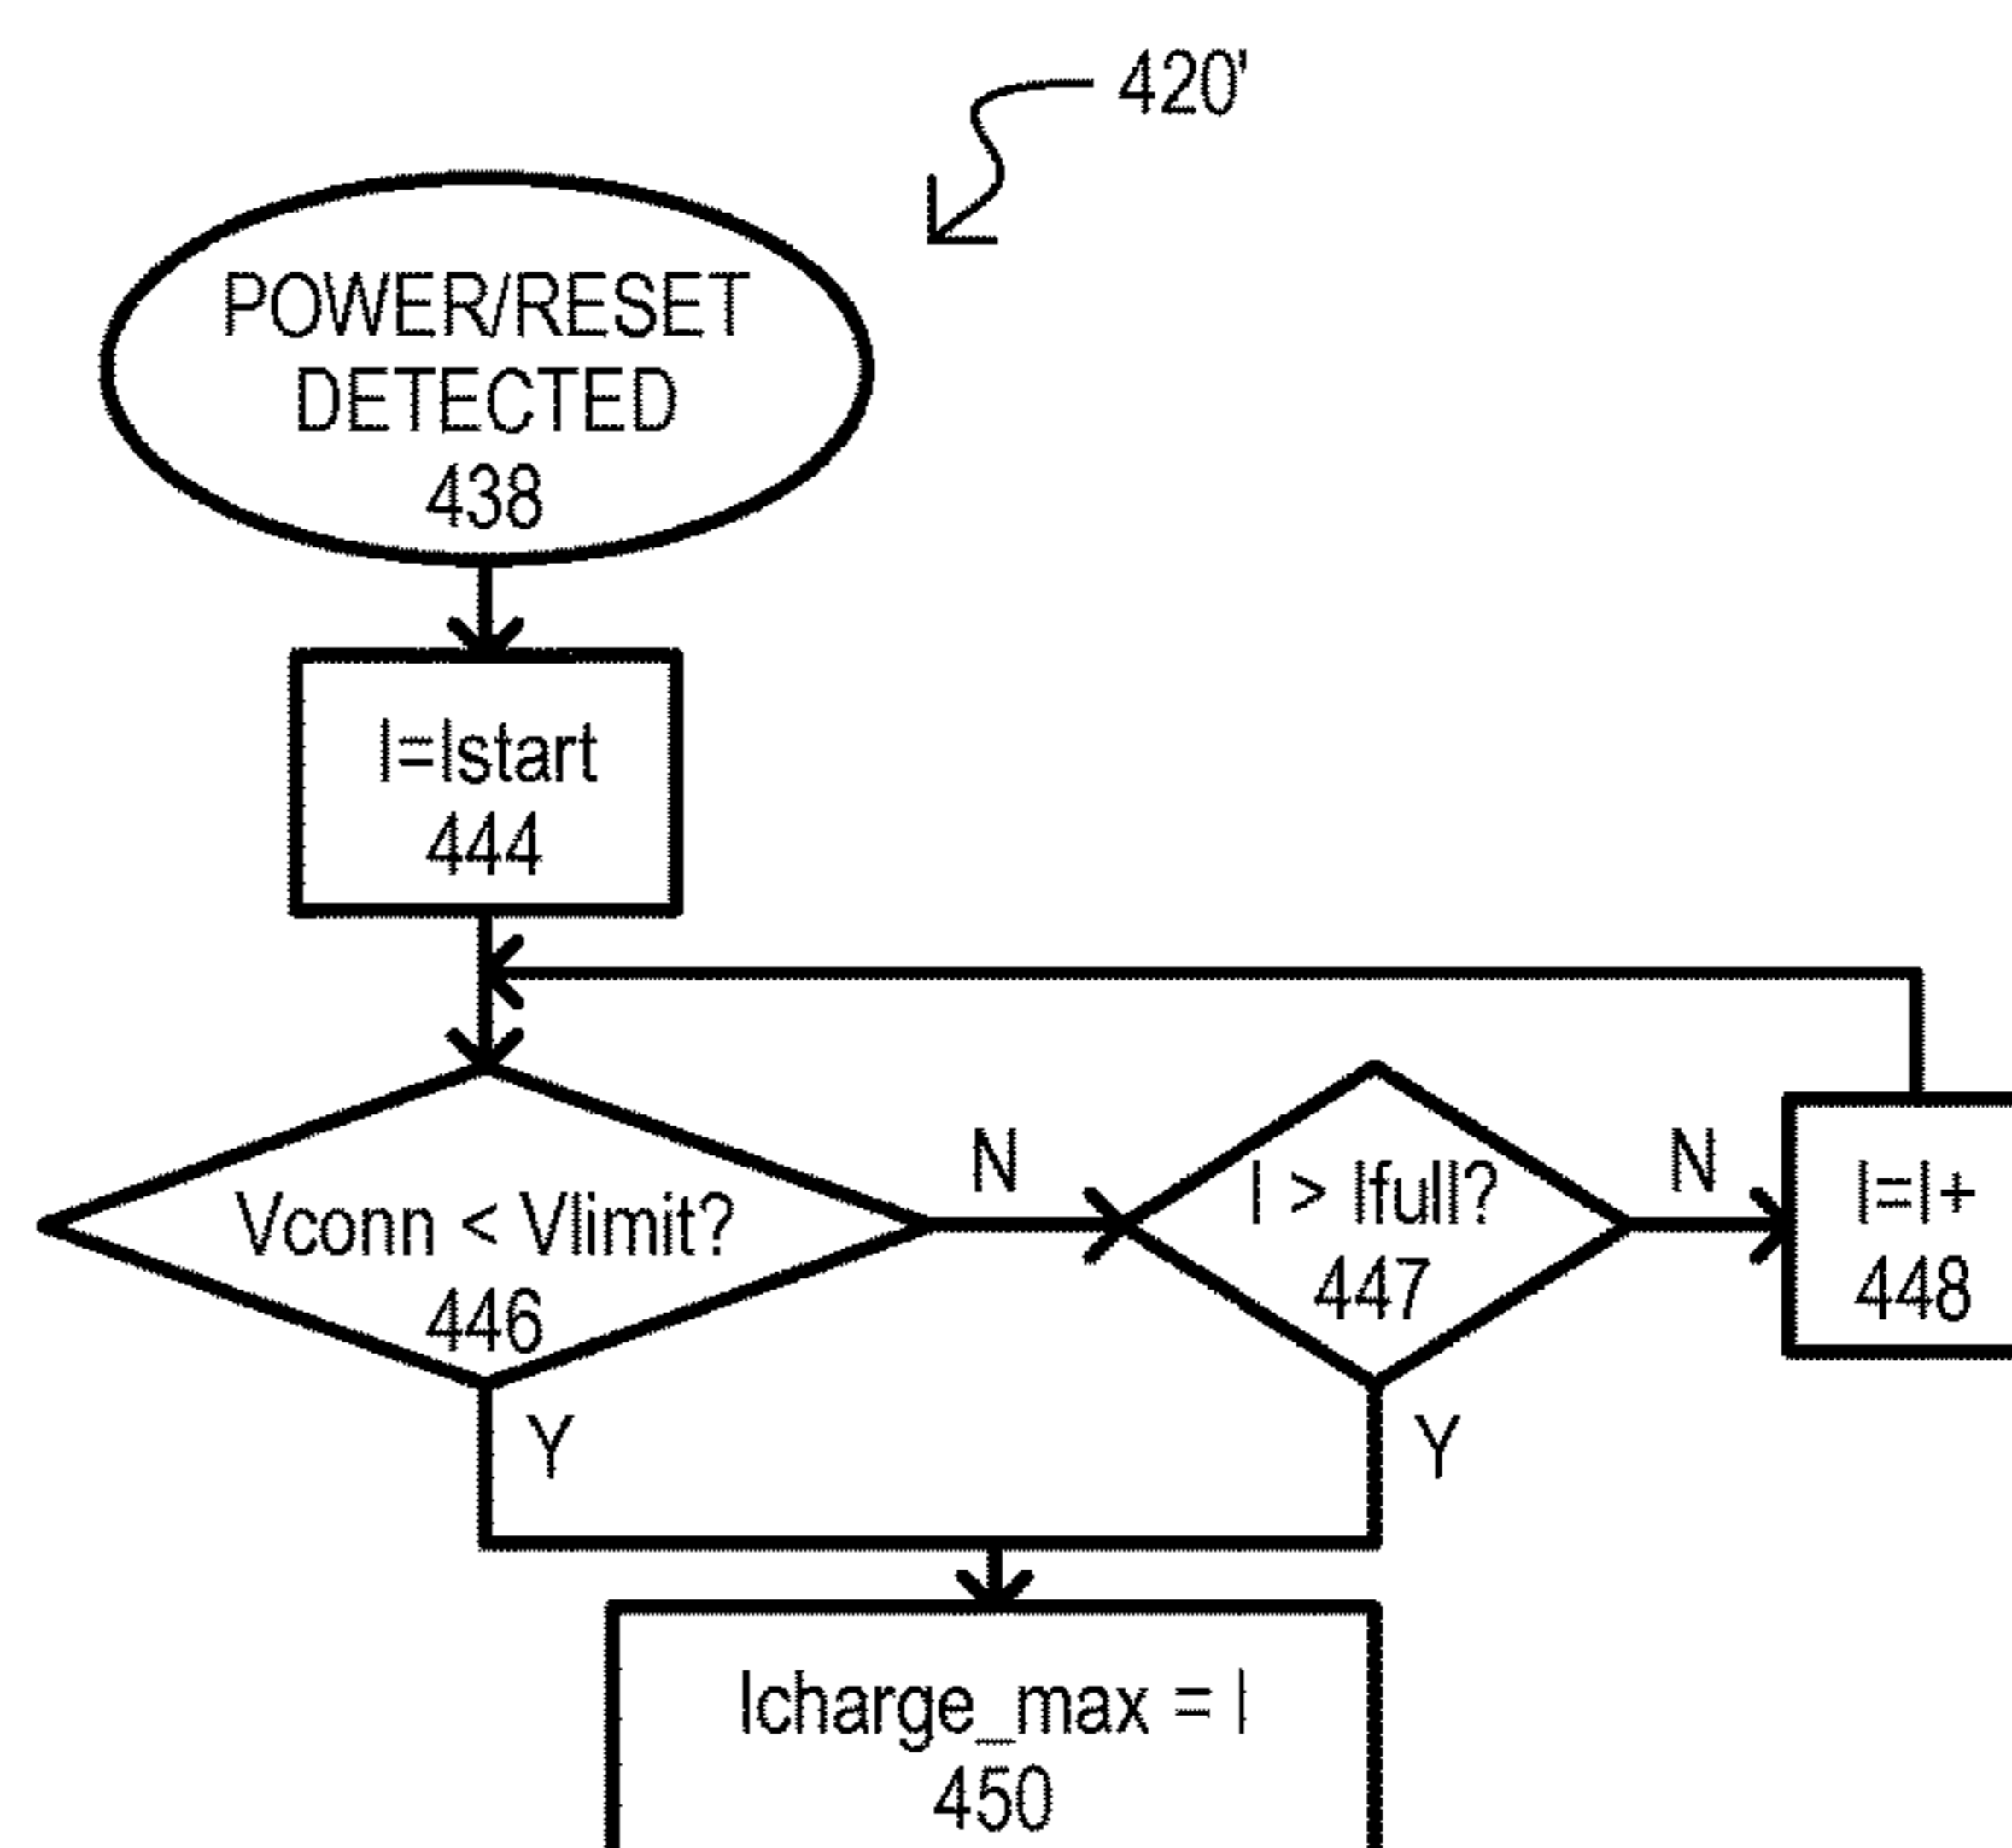 420'
POWER/RESET
DETECTED
438
I=Istart
444
Vconn < Vlimit?
446
N
I > Ifull?
447
N
I=I+
448
Y
Y
Icharge_max = I
450